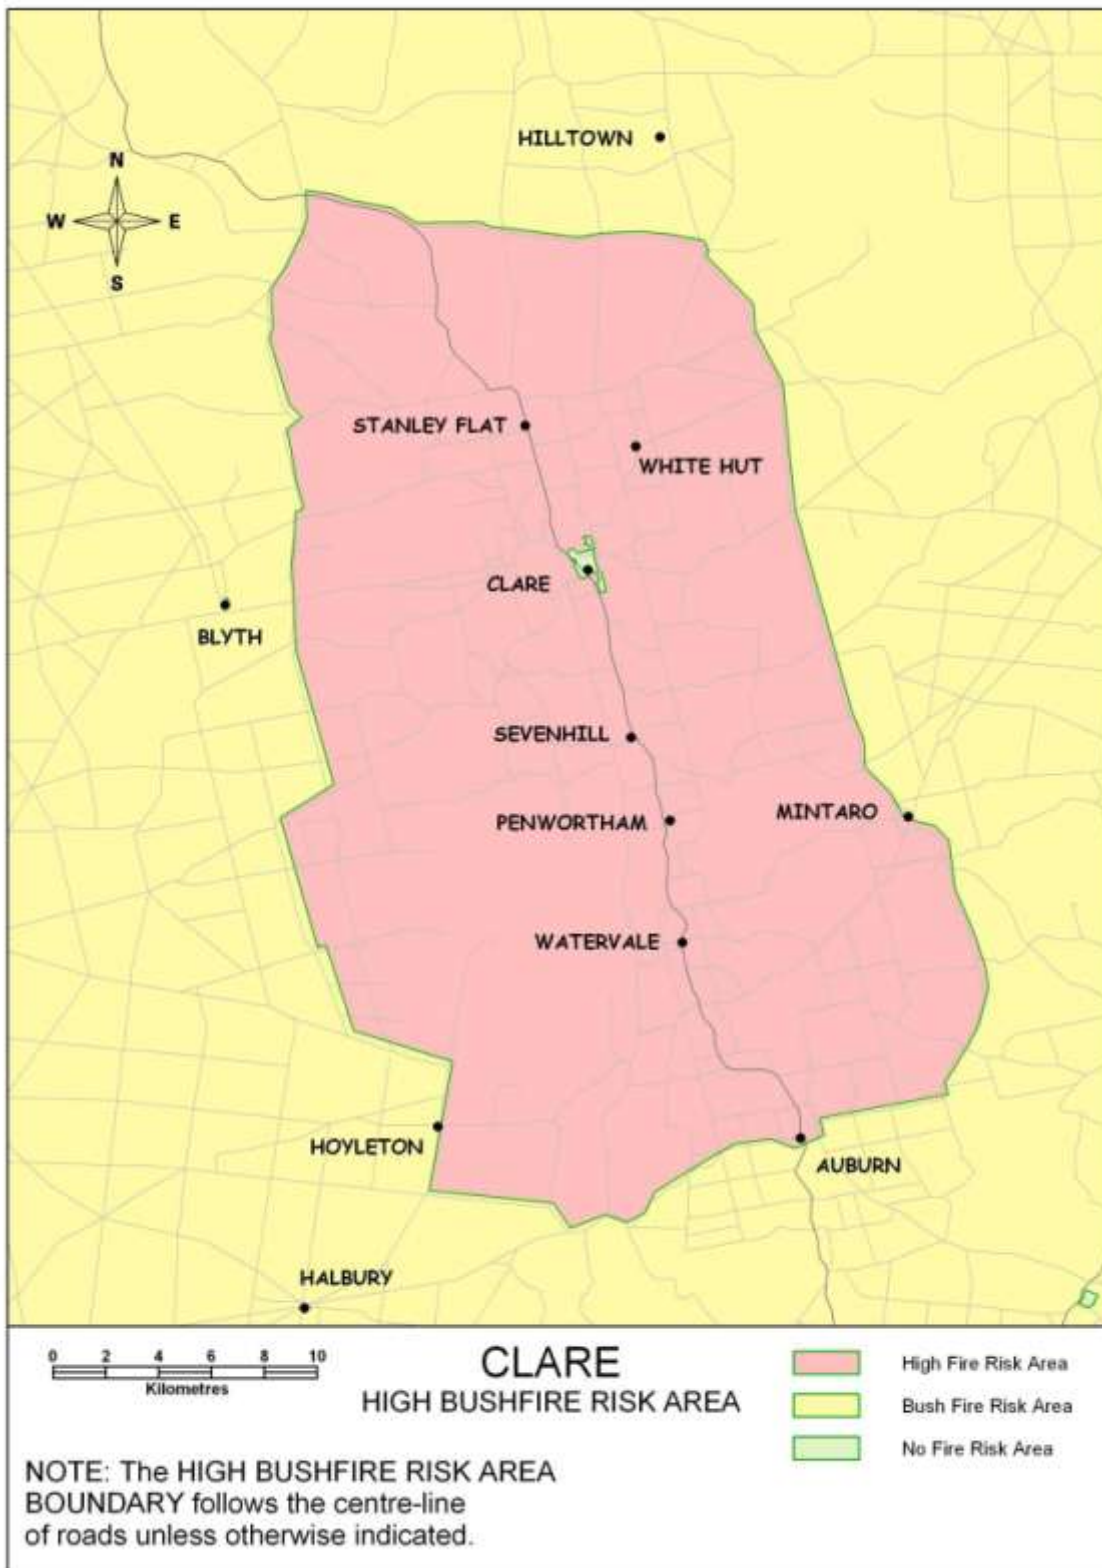 HILLTOWN
N
W E
S
STANLEY FLAT
WHITE HUT
CLARE
BLYTH
SEVENHILL
MINTARO
PENWORTHAM
WATERVALE
HOYLETON
AUBURN
HALBURY
0 2 4 6 8 10
Kilometres
CLARE
HIGH BUSHFIRE RISK AREA
High Fire Risk Area
Bush Fire Risk Area
No Fire Risk Area
NOTE: The HIGH BUSHFIRE RISK AREA
BOUNDARY follows the centre-line
of roads unless otherwise indicated.